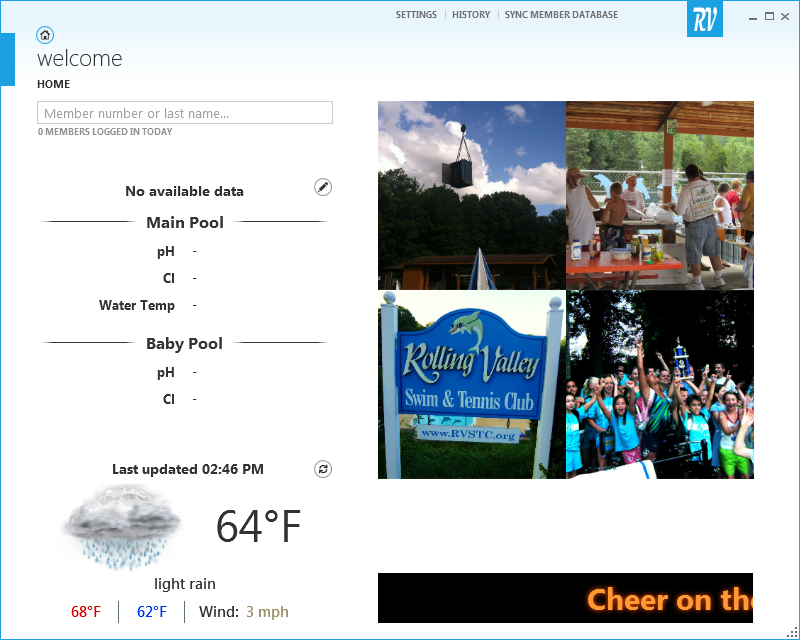 SETTINGS HISTORY SYNC MEMBER DATABASE
RV
welcome
HOME
Member number or last name...
0 MEMBERS LOGGED IN TODAY
No available data
Main Pool
pH -
Cl -
Water Temp -
Baby Pool
pH -
Cl -
Last updated 02:46 PM
64°F
light rain
68°F 62°F Wind: 3 mph
Rolling Valley
Swim & Tennis Club
www.RVSTC.org
Cheer on the